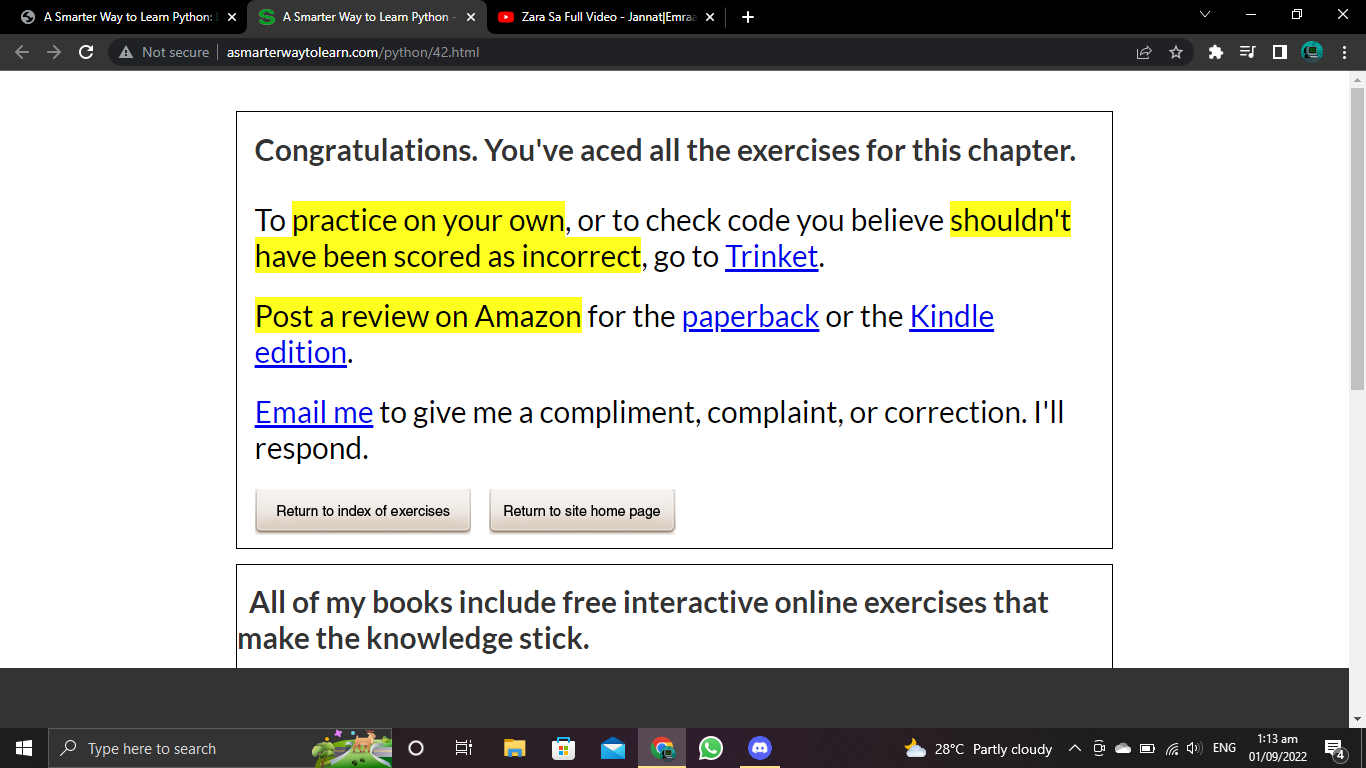 A Smarter Way to Learn Python:
A Smarter Way to Learn Python -
Zara Sa Full Video - Jannat|Emraa
Not secure
asmarterwaytolearn.com/python/42.html
Congratulations. You've aced all the exercises for this chapter.
To practice on your own, or to check code you believe shouldn't
have been scored as incorrect, go to Trinket.
Post a review on Amazon for the paperback or the Kindle
edition.
Email me to give me a compliment, complaint, or correction. I'll
respond.
Return to index of exercises
Return to site home page
All of my books include free interactive online exercises that
make the knowledge stick.
Type here to search
28°C Partly cloudy
ENG
1:13 am
01/09/2022
4